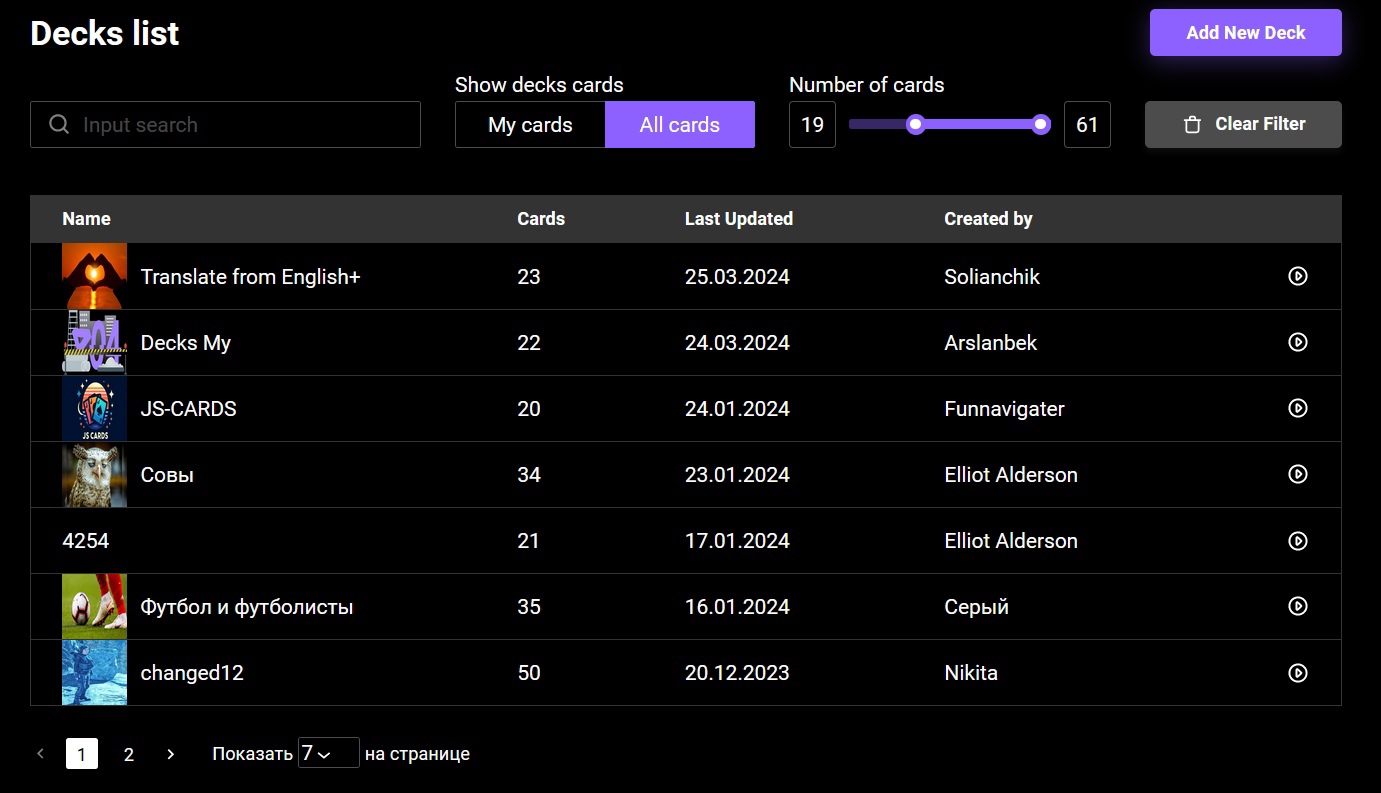 Decks list
Add New Deck
Show decks cards
Number of cards
Input search
My cards
All cards
19
61
Clear Filter
Name Cards Last Updated Created by
Translate from English+ 23 25.03.2024 Solianchik
Decks My 22 24.03.2024 Arslanbek
JS CARDS
JS-CARDS 20 24.01.2024 Funnavigater
Совы 34 23.01.2024 Elliot Alderson
4254 21 17.01.2024 Elliot Alderson
Футбол и футболисты 35 16.01.2024 Серый
changed12 50 20.12.2023 Nikita
1 2 Показать 7 на странице